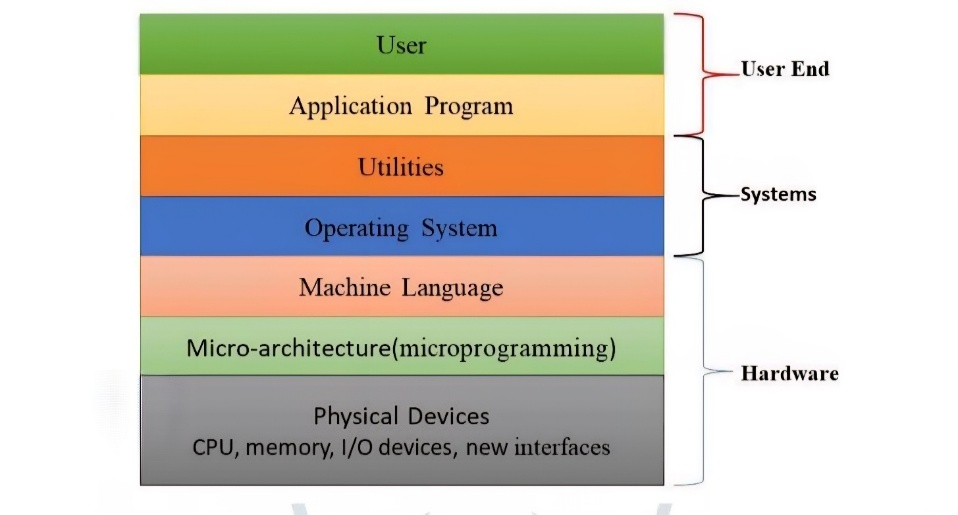 User
Application Program
Utilities
Operating System
Machine Language
Micro-architecture(microprogramming)
Physical Devices
CPU, memory, I/O devices, new interfaces
User End
Systems
Hardware